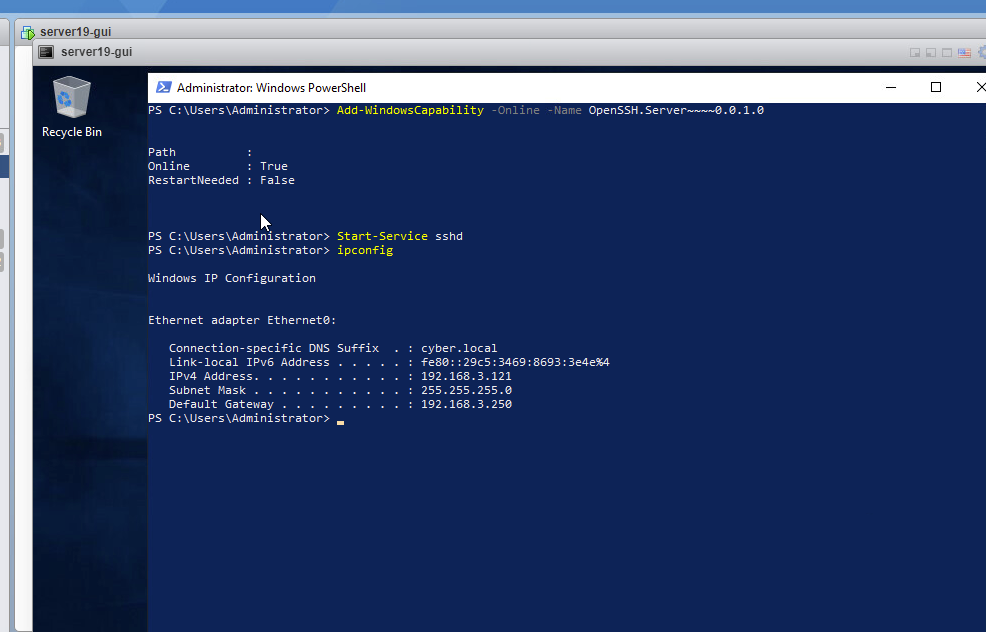 server19-gui
server19-gui
Recycle Bin
Administrator: Windows PowerShell
PS C:\Users\Administrator> Add-WindowsCapability -Online -Name OpenSSH.Server~~~~0.0.1.0
Path          :
Online        : True
RestartNeeded : False
PS C:\Users\Administrator> Start-Service sshd
PS C:\Users\Administrator> ipconfig
Windows IP Configuration
Ethernet adapter Ethernet0:
   Connection-specific DNS Suffix  . : cyber.local
   Link-local IPv6 Address . . . . . : fe80::29c5:3469:8693:3e4e%4
   IPv4 Address. . . . . . . . . . . : 192.168.3.121
   Subnet Mask . . . . . . . . . . . : 255.255.255.0
   Default Gateway . . . . . . . . . : 192.168.3.250
PS C:\Users\Administrator>